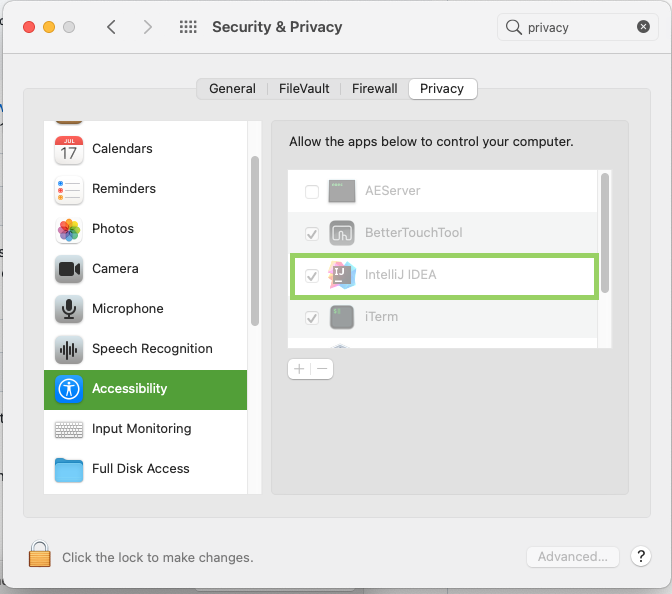 Security & Privacy
privacy
General
FileVault
Firewall
Privacy
JUL
17
Calendars
Reminders
Photos
Camera
Microphone
Speech Recognition
Accessibility
Input Monitoring
Full Disk Access
Allow the apps below to control your computer.
AEServer
BetterTouchTool
IJ
IntelliJ IDEA
iTerm
Click the lock to make changes.
Advanced...
?